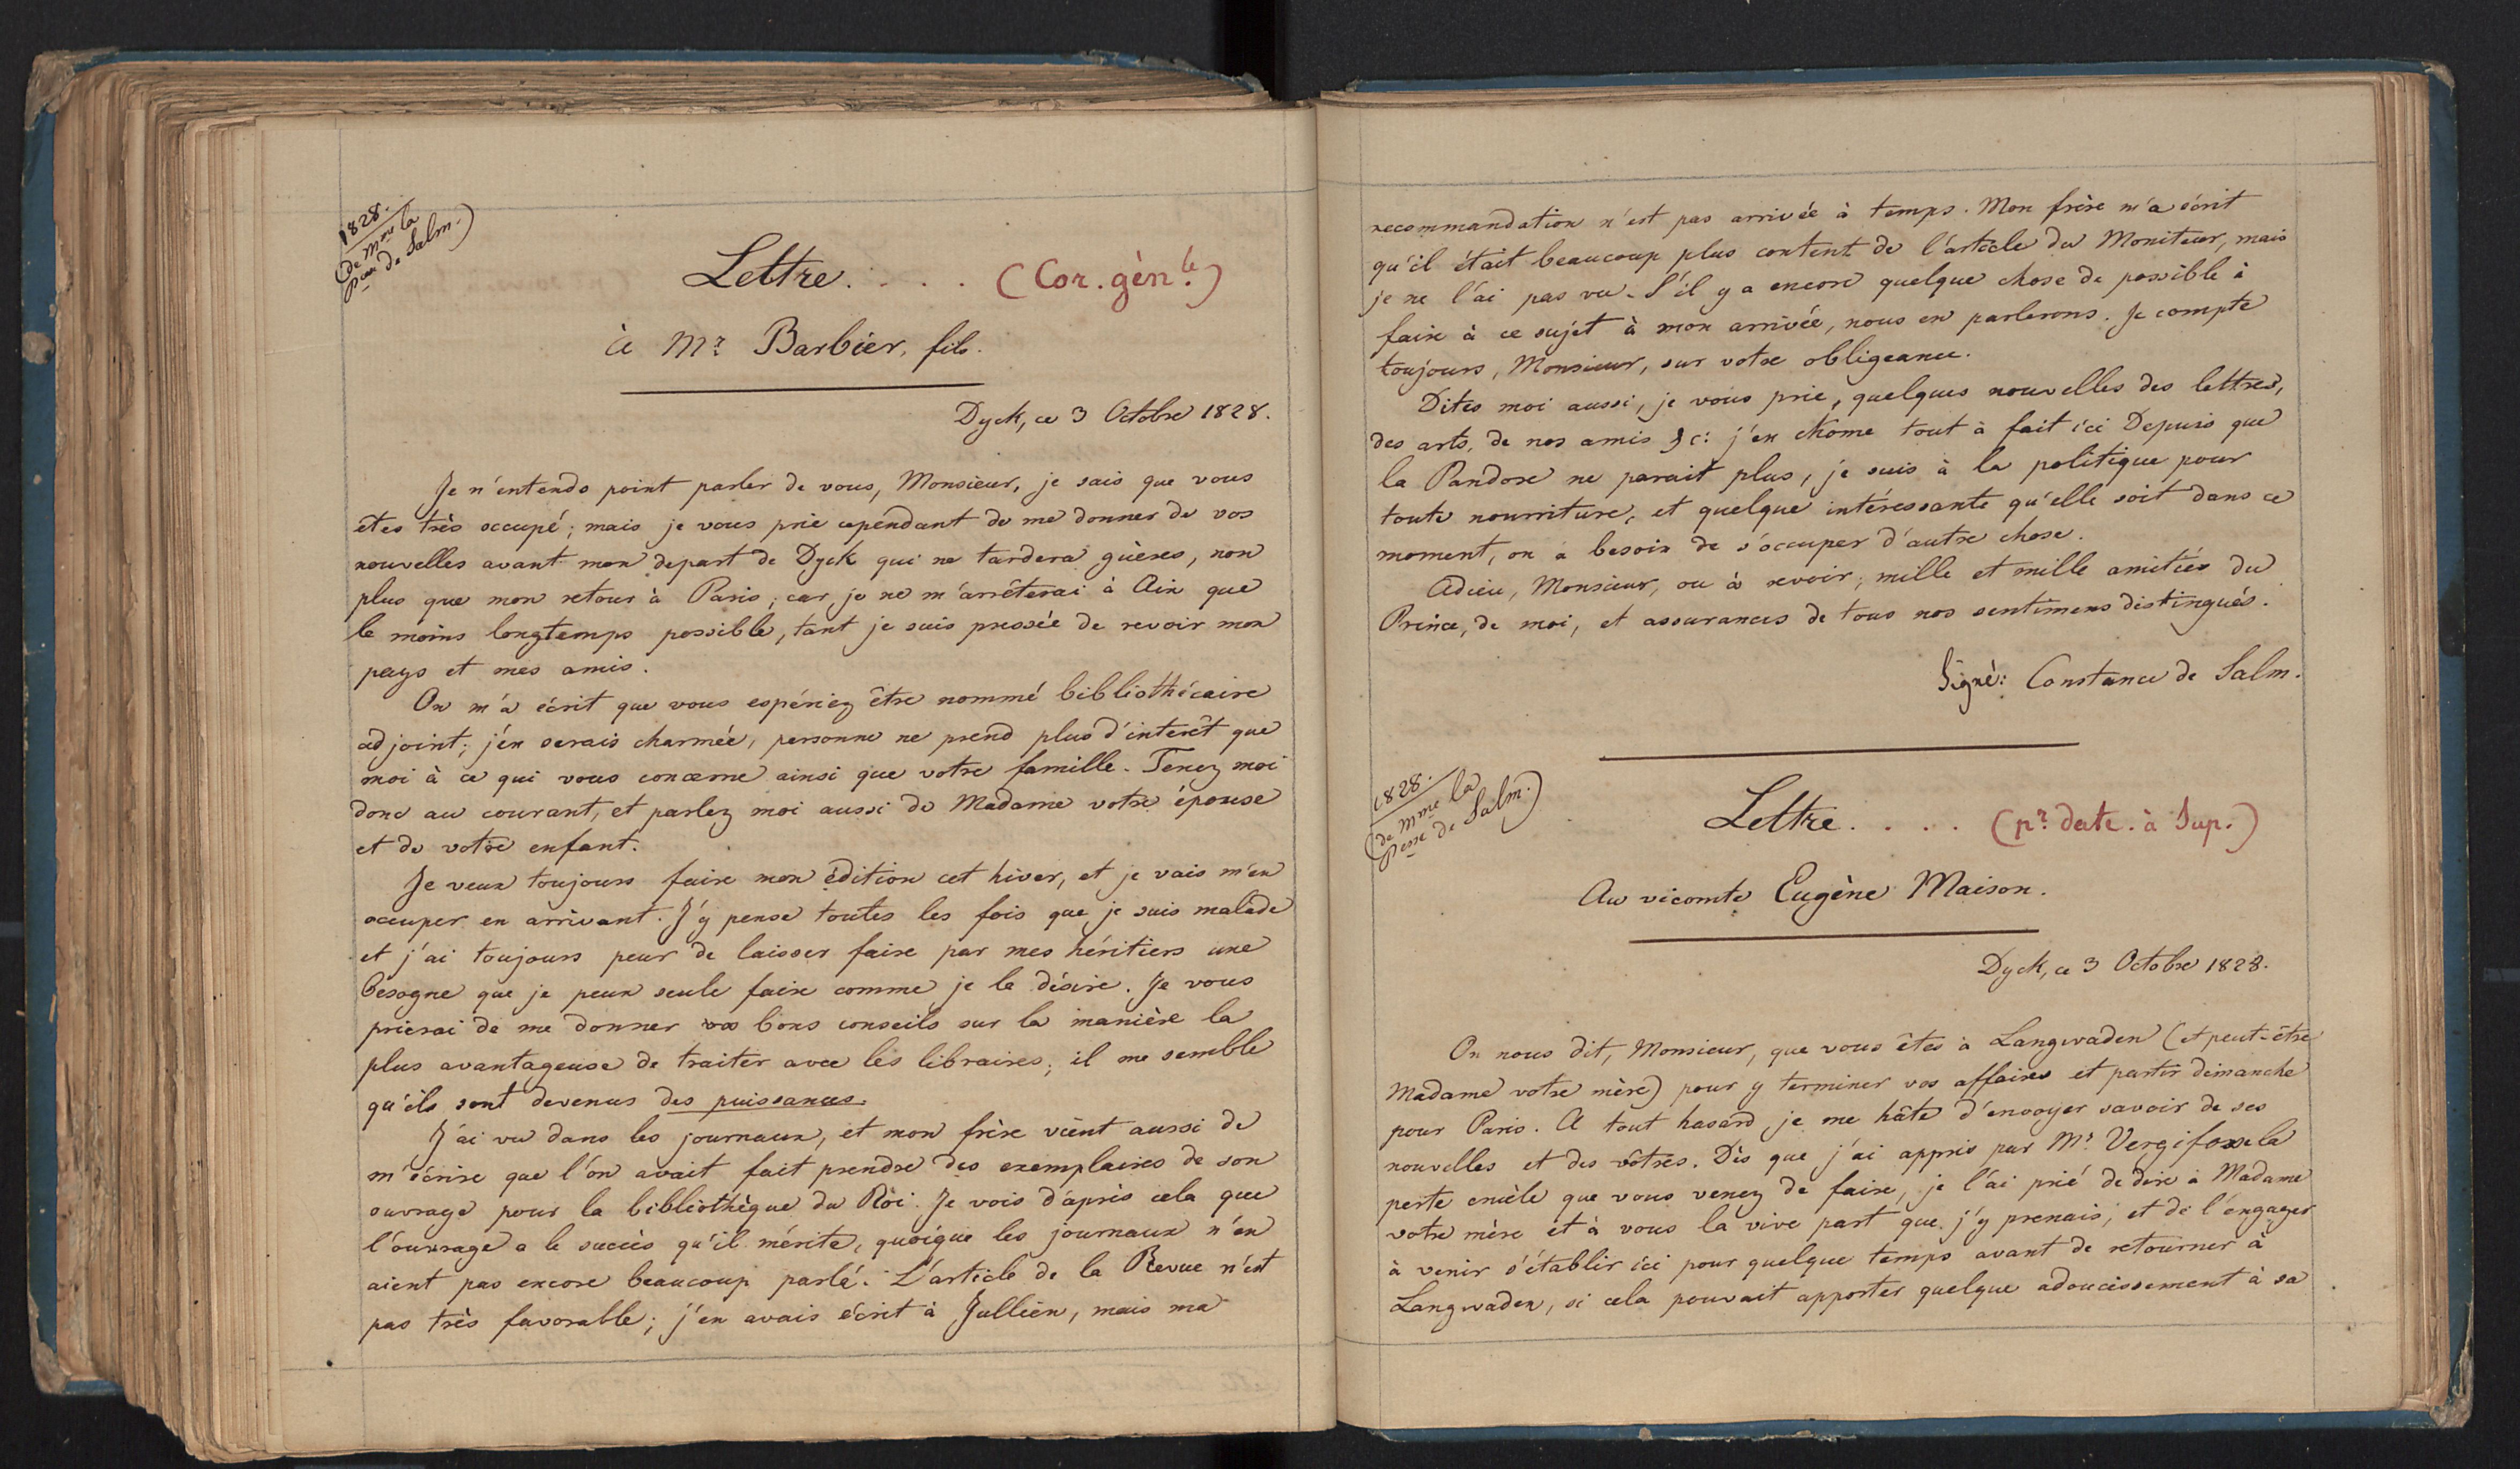 1828.
(de Mme la
Pcesse de Salm.)
Lettre. . . . (Cor. gèn.le)
à Mr. Barbier, fils.
Dyck, ce 3 Octobre 1828.
Je n'entends point parler de vous, Monsieur, je sais que vous
êtes très occupé; mais je vous prie cependant de me donner de vos
nouvelles avant mon depart de Dyck qui ne tardera guères, non
plus que mon retour à Paris; car je ne m'arrêterai à Aix que
le moins longtemps possible, tant je suis pressée de revoir mon
pays et mes amis.
On m'a écrit que vous espériez être nommé bibliothécaire
adjoint; j'en serais charmée, personne ne prend plus d'interêt que
moi à ce qui vous concerne ainsi que votre famille. Tenez moi
donc au courant, et parlez moi aussi de Madame votre épouse
et de votre enfant.
Je veux toujours faire mon édition cet hiver, et je vais m'en
occuper en arrivant. J'y pense toutes les fois que je suis malade
et j'ai toujours peur de laisser faire par mes héritiers une
besogne que je peux seule faire comme je le désire. Je vous
prierai de me donner vos bons conseils sur la manière la
plus avantageuse de traiter avec les libraires; il me semble
qu'ils sont devenus des puissances.
J'ai vu dans les journaux, et mon frère vient aussi de
m'écrire que l'on avait fait prendre des exemplaires de son
ouvrage pour la bibliothèque du Roi. Je vois d'après cela que
l'ouvrage a le succès qu'il mérite, quoique les journaux n'en
aient pas encore beaucoup parlé. L'article de la Revue n'est
pas très favorable; j'en avais écrit à Jullien, mais ma
recommandation n'est pas arrivée à temps. Mon frère m'a écrit
qu'il était beaucoup plus content de l'article du Moniteur, mais
je ne l'ai pas vu. S'il y a encore quelque chose de possible à
faire à ce sujet à mon arrivée, nous en parlerons. Je compte
toujours, Monsieur, sur votre obligeance.
Dites moi aussi, je vous prie, quelques nouvelles des lettres,
des arts, de nos amis &c: j'en chome tout à fait ici Depuis que
la Pandore ne parait plus, je suis à la politique pour
toute nourriture, et quelque intéressante qu'elle soit dans ce
moment, on a besoin de s'occuper d'autre chose.
Adieu, Monsieur, ou à revoir, mille et mille amitiés du
Prince, de moi, et assurances de tous nos sentimens distingués.
Signé: Constance de Salm.
1828.
(de Mme la
Pcesse de Salm.)
Lettre. . . . (pr. date. à Sup.)
Au vicomte Eugène Maison.
Dyck, ce 3 Octobre 1828.
On nous dit, Monsieur, que vous êtes à Langwaden (et peut-être
Madame votre mère) pour y terminer vos affaires et partir dimanche
pour Paris. A tout hasard, je me hâte d'envoyer savoir de ses
nouvelles et des vôtres. Dès que j'ai appris par Mr. Vergifosse la
perte cruèle que vous venez de faire, je l'ai prié de dire à Madame
votre mère et à vous la vive part que j'y prenais, et de l'engager
à venir s'établir ici pour quelque temps avant de retourner à
Langwaden, si cela pouvait apporter quelque adoucissement à sa